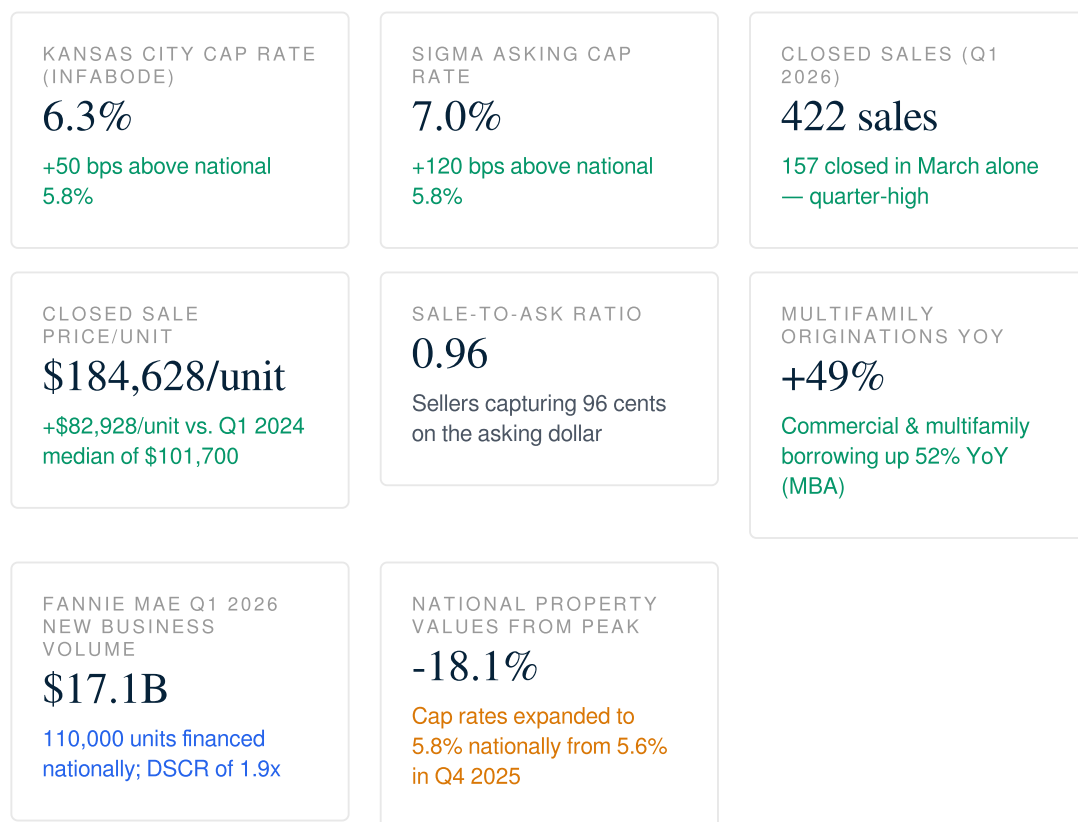 KANSAS CITY CAP RATE
(INFABODE)
6.3%
+50 bps above national
5.8%
SIGMA ASKING CAP
RATE
7.0%
+120 bps above national
5.8%
CLOSED SALES (Q1
2026)
422 sales
157 closed in March alone
— quarter-high
CLOSED SALE
PRICE/UNIT
$184,628/unit
+$82,928/unit vs. Q1 2024
median of $101,700
SALE-TO-ASK RATIO
0.96
Sellers capturing 96 cents
on the asking dollar
MULTIFAMILY
ORIGINATIONS YOY
+49%
Commercial & multifamily
borrowing up 52% YoY
(MBA)
FANNIE MAE Q1 2026
NEW BUSINESS
VOLUME
$17.1B
110,000 units financed
nationally; DSCR of 1.9x
NATIONAL PROPERTY
VALUES FROM PEAK
-18.1%
Cap rates expanded to
5.8% nationally from 5.6%
in Q4 2025